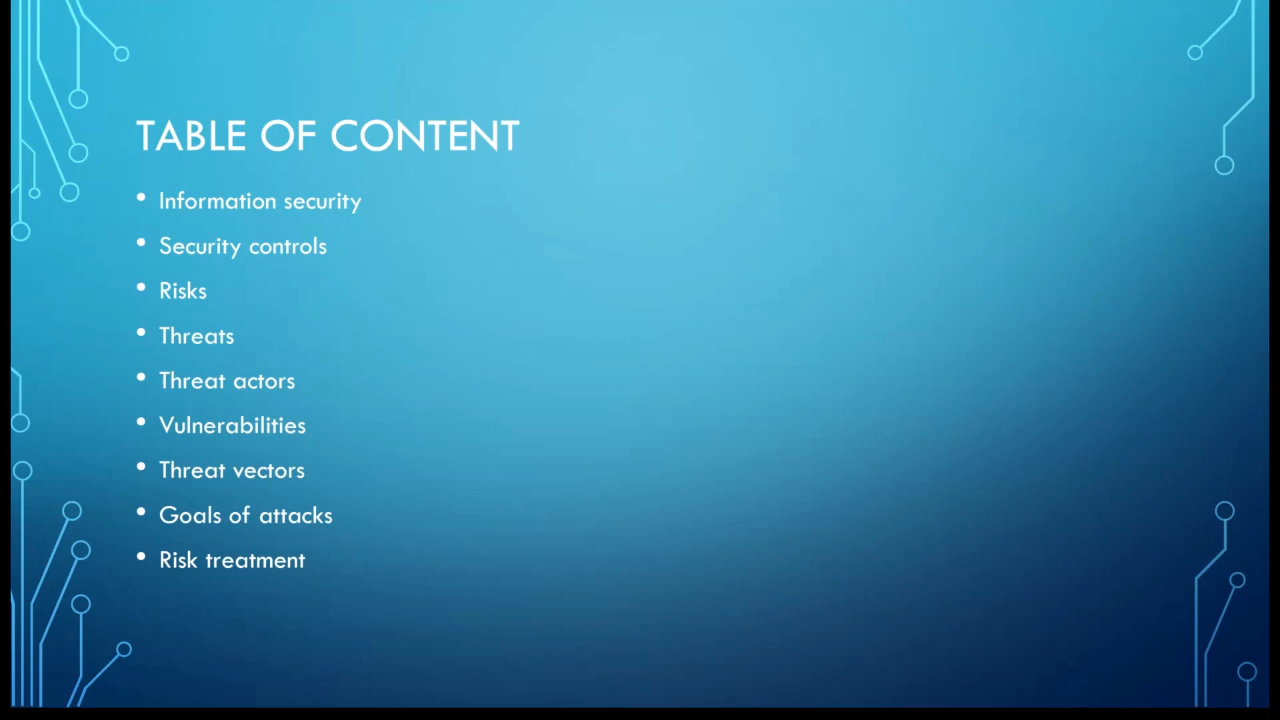 TABLE OF CONTENT
• Information security
• Security controls
• Risks
• Threats
• Threat actors
• Vulnerabilities
• Threat vectors
• Goals of attacks
• Risk treatment